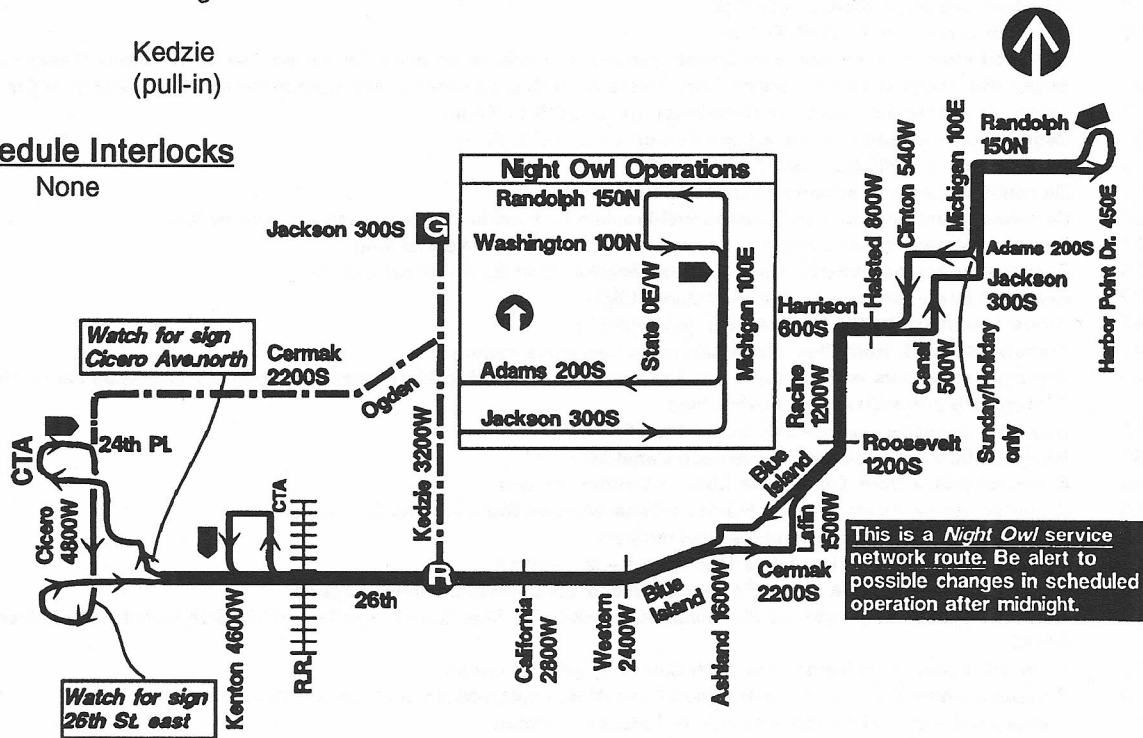 Kedzie
(pull-in)
edule Interlocks
None
Night Owl Operations
Randolph 150N
Washington 100N
State 0E/W
Michigan 100E
Adams 200S
Jackson 300S
Jackson 300S
G
Watch for sign
Cicero Ave.north
Cermak
2200S
Ogden
24th Pl.
CTA
Cicero
4800W
Kedzie 3200W
CTA
Kenton 4600W
R.R.
26th
R
Watch for sign
26th St. east
California
2800W
Western
2400W
Blue
Island
Ashland 1600W
Cermak
2200S
Laflin
1500W
Blue
Island
Roosevelt
1200S
Racine
1200W
Harrison
600S
Halsted 800W
Clinton 540W
Canal
500W
Michigan 100E
Randolph
150N
Adams 200S
Jackson
300S
Harbor Point Dr. 450E
Sunday/Holiday
only
This is a Night Owl service
network route. Be alert to
possible changes in scheduled
operation after midnight.